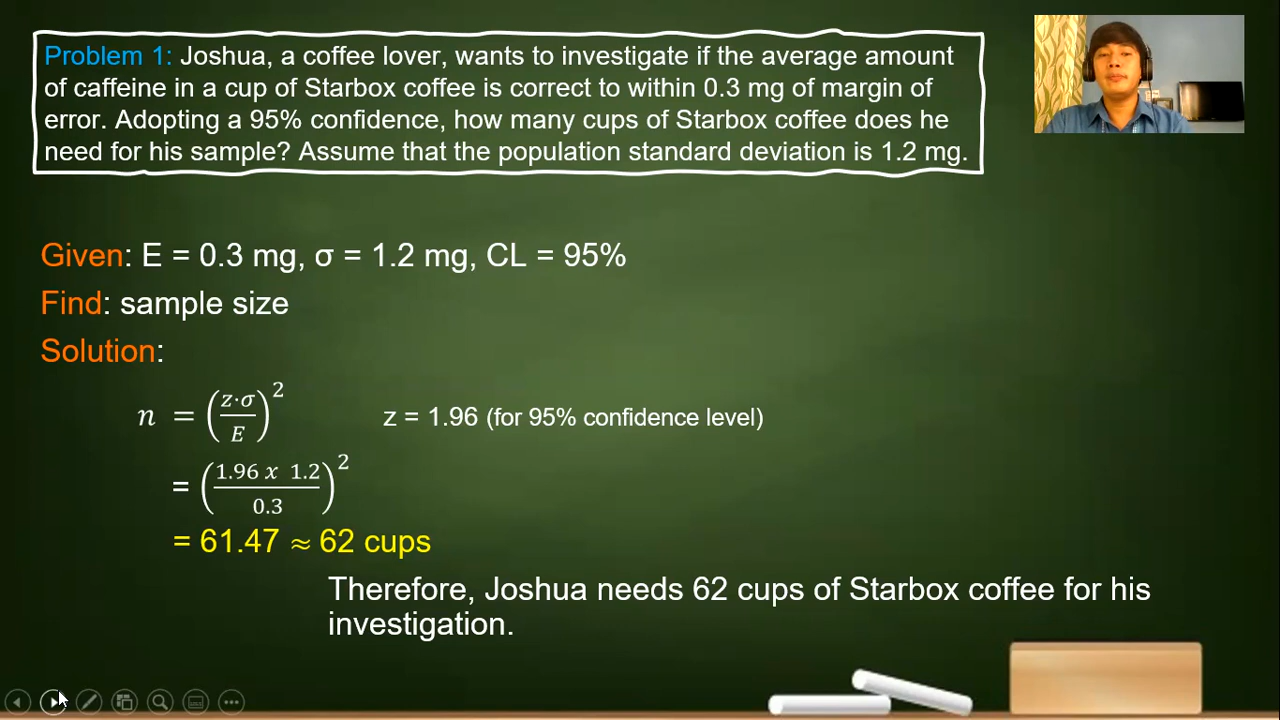 Problem 1: Joshua, a coffee lover, wants to investigate if the average amount
of caffeine in a cup of Starbox coffee is correct to within 0.3 mg of margin of
error. Adopting a 95% confidence, how many cups of Starbox coffee does he
need for his sample? Assume that the population standard deviation is 1.2 mg.
Given: E = 0.3 mg, σ = 1.2 mg, CL = 95%
Find: sample size
Solution:
n = (z·σ/E)² z = 1.96 (for 95% confidence level)
= (1.96 x 1.2/0.3)²
= 61.47 ≈ 62 cups
Therefore, Joshua needs 62 cups of Starbox coffee for his
investigation.